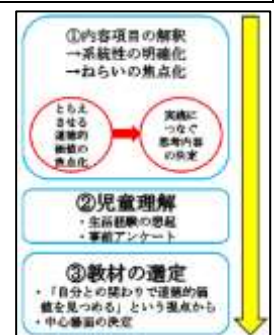 ①内容項目の解釈
→系統性の明確化
→ねらいの焦点化
とらえ
させる
道徳的
価値の
焦点化
実践に
つなぐ
思考内容
の決定
②児童理解
・生活経験の想起
・事前アンケート
③教材の選定
・「自分との関わりで道徳的価
値を見つめる」という視点から
・中心場面の決定